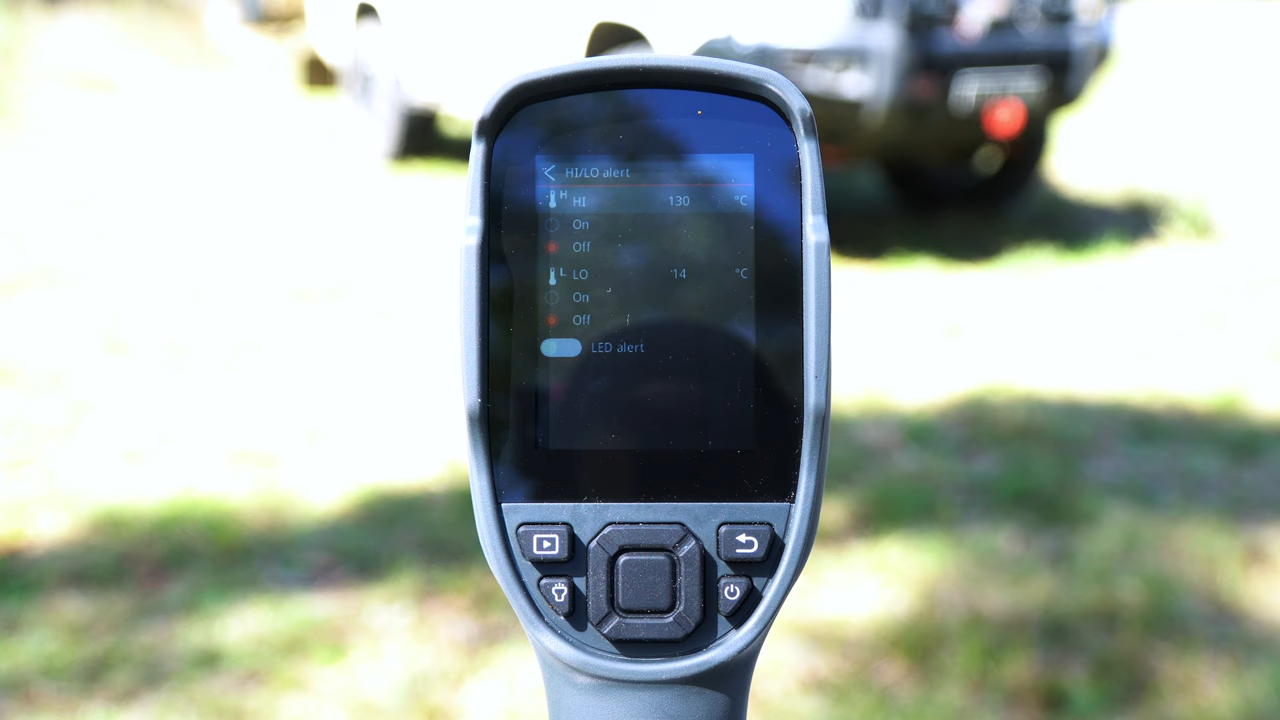 HI/LO alert
H HI 130 °C
On
Off
L LO 14 °C
On
Off
LED alert